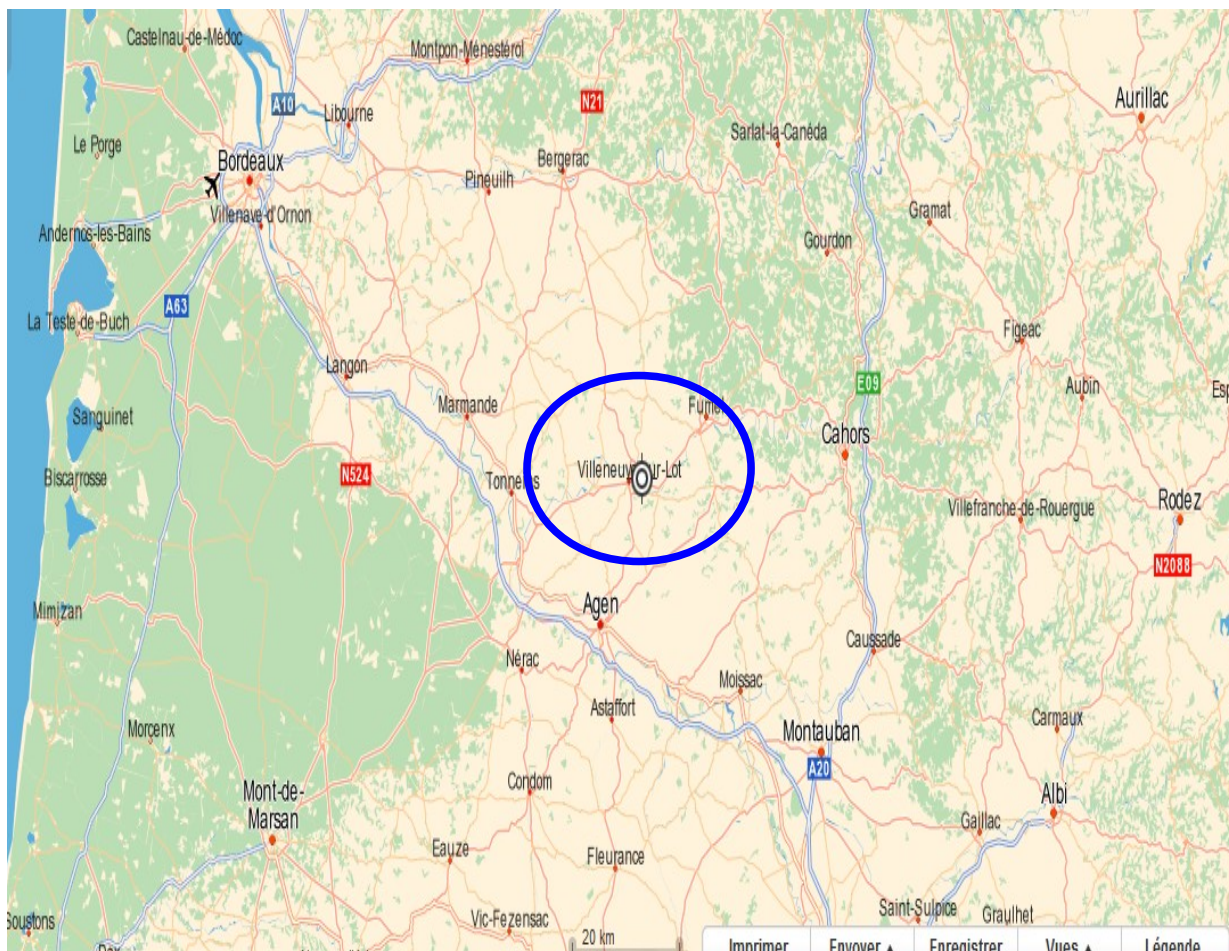 Castelnau-de-Médoc
Montpon-Ménestérol
Aurillac
A10
N21
Libourne
Sarlat-la-Canéda
Le Porge
Bordeaux
Bergerac
Pineuilh
Villenave-d'Ornon
Gramat
Andernos-les-Bains
Gourdon
A63
La Teste-de-Buch
Figeac
Langon
E09
Aubin
Marmande
Fumel
Sanguinet
Cahors
Biscarrosse
N524
Tonneins
Villeneuve-sur-Lot
Villefranche-de-Rouergue
Rodez
N2088
Mimizan
Agen
Caussade
Nérac
Moissac
Astaffort
Morcenx
Montauban
Carmaux
A20
Condom
Mont-de-
Marsan
Albi
Gaillac
Eauze
Fleurance
Saint-Sulpice
Graulhet
Soustons
Vic-Fezensac
20 km
Imprimer
Envoyer ▲
Enregistrer
Vues ▲
Légende